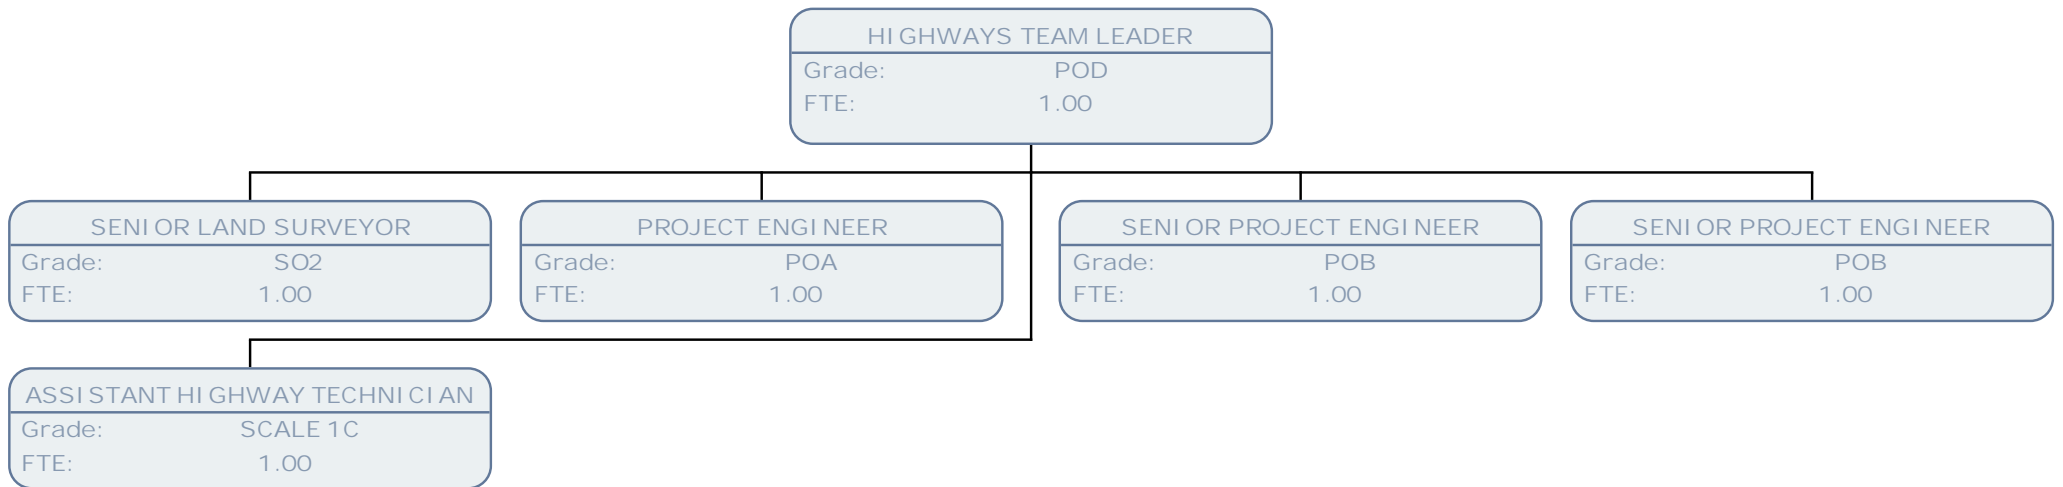 HIGHWAYS TEAM LEADER
Grade: POD
FTE: 1.00
SENIOR LAND SURVEYOR
Grade: SO2
FTE: 1.00
PROJECT ENGINEER
Grade: POA
FTE: 1.00
SENIOR PROJECT ENGINEER
Grade: POB
FTE: 1.00
SENIOR PROJECT ENGINEER
Grade: POB
FTE: 1.00
ASSISTANT HIGHWAY TECHNICIAN
Grade: SCALE 1C
FTE: 1.00